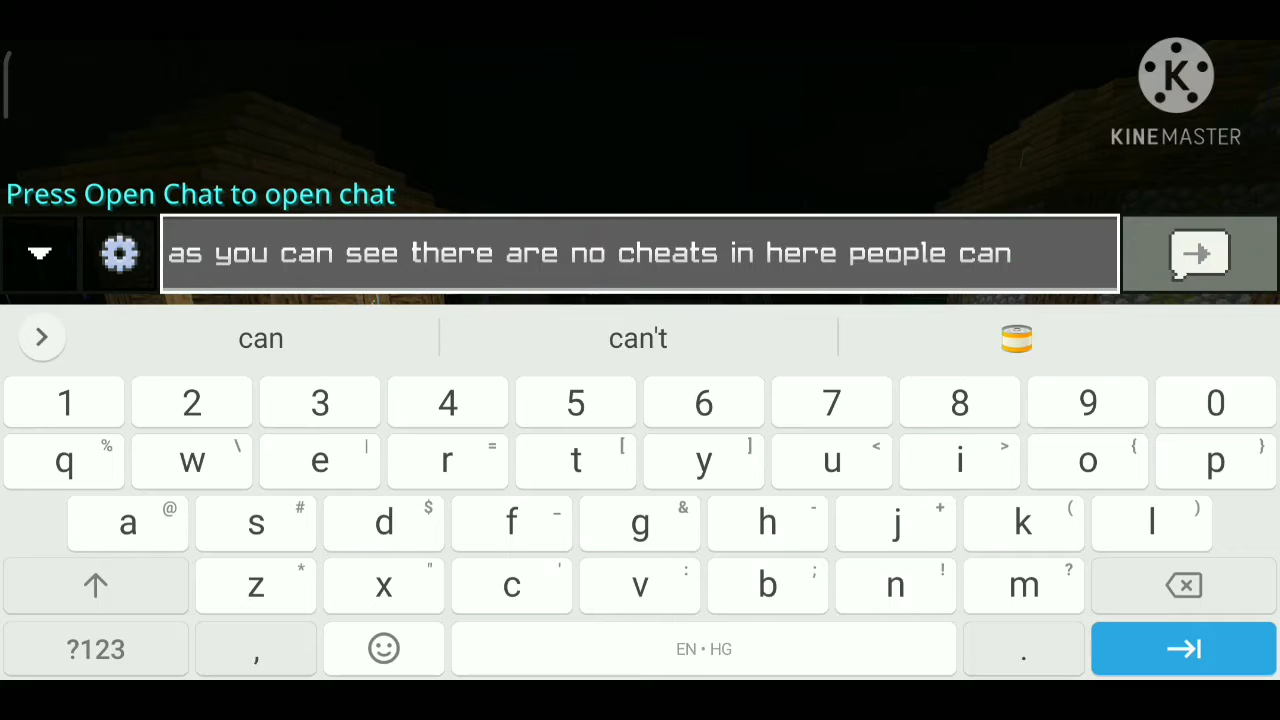 KINEMASTER
Press Open Chat to open chat
as you can see there are no cheats in here people can
can can't
1 2 3 4 5 6 7 8 9 0
q % w \ e | r = t [ y ] u < i > o { p }
a @ s # d $ f _ g & h - j + k ( l )
z * x " c ' v : b ; n ! m ?
?123 , EN • HG .